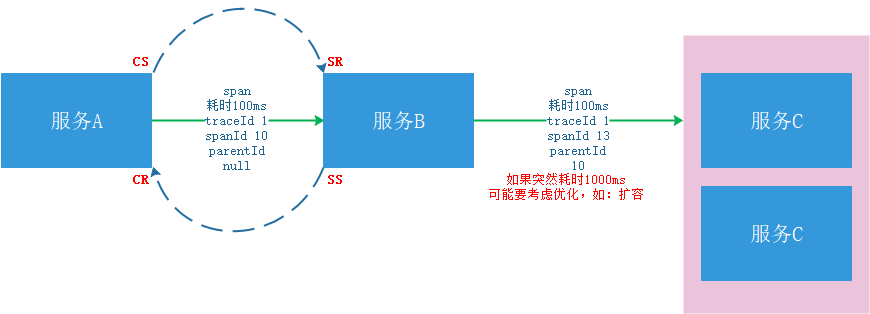 CS
SR
服务A
span
耗时100ms
traceId 1
spanId 10
parentId
null
服务B
CR
SS
span
耗时100ms
traceId 1
spanId 13
parentId
10
如果突然耗时1000ms
可能要考虑优化，如：扩容
服务C
服务C